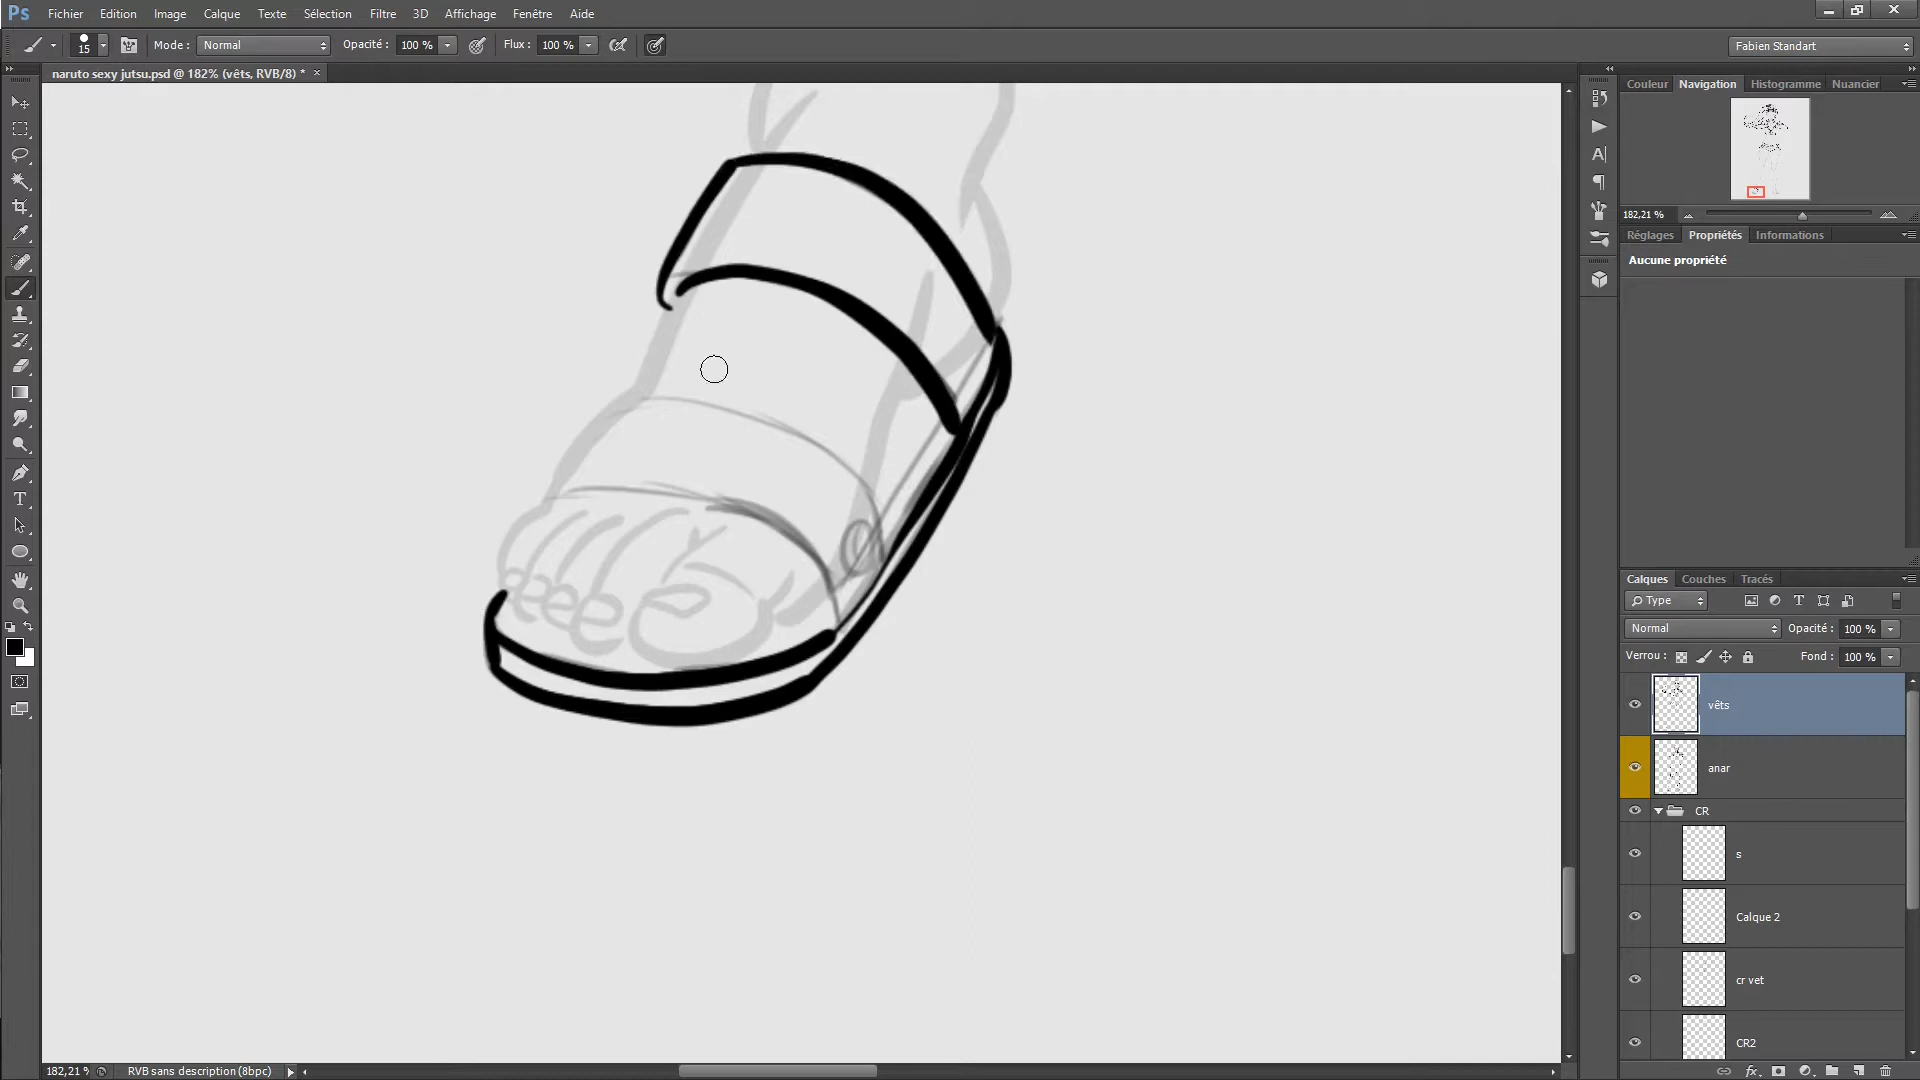 Ps Fichier Edition Image Calque Texte Sélection Filtre 3D Affichage Fenêtre Aide
15 Mode : Normal Opacité : 100 % Flux : 100 % Fabien Standart
naruto sexy jutsu.psd @ 182% (vêts, RVB/8) * ×
Couleur Navigation Histogramme Nuancier
182,21 %
Réglages Propriétés Informations
Aucune propriété
Calques Couches Tracés
Type
Normal Opacité : 100 %
Verrou : Fond : 100 %
vêts
anar
CR
s
Calque 2
cr vet
CR2
182,21 % RVB sans description (8bpc)